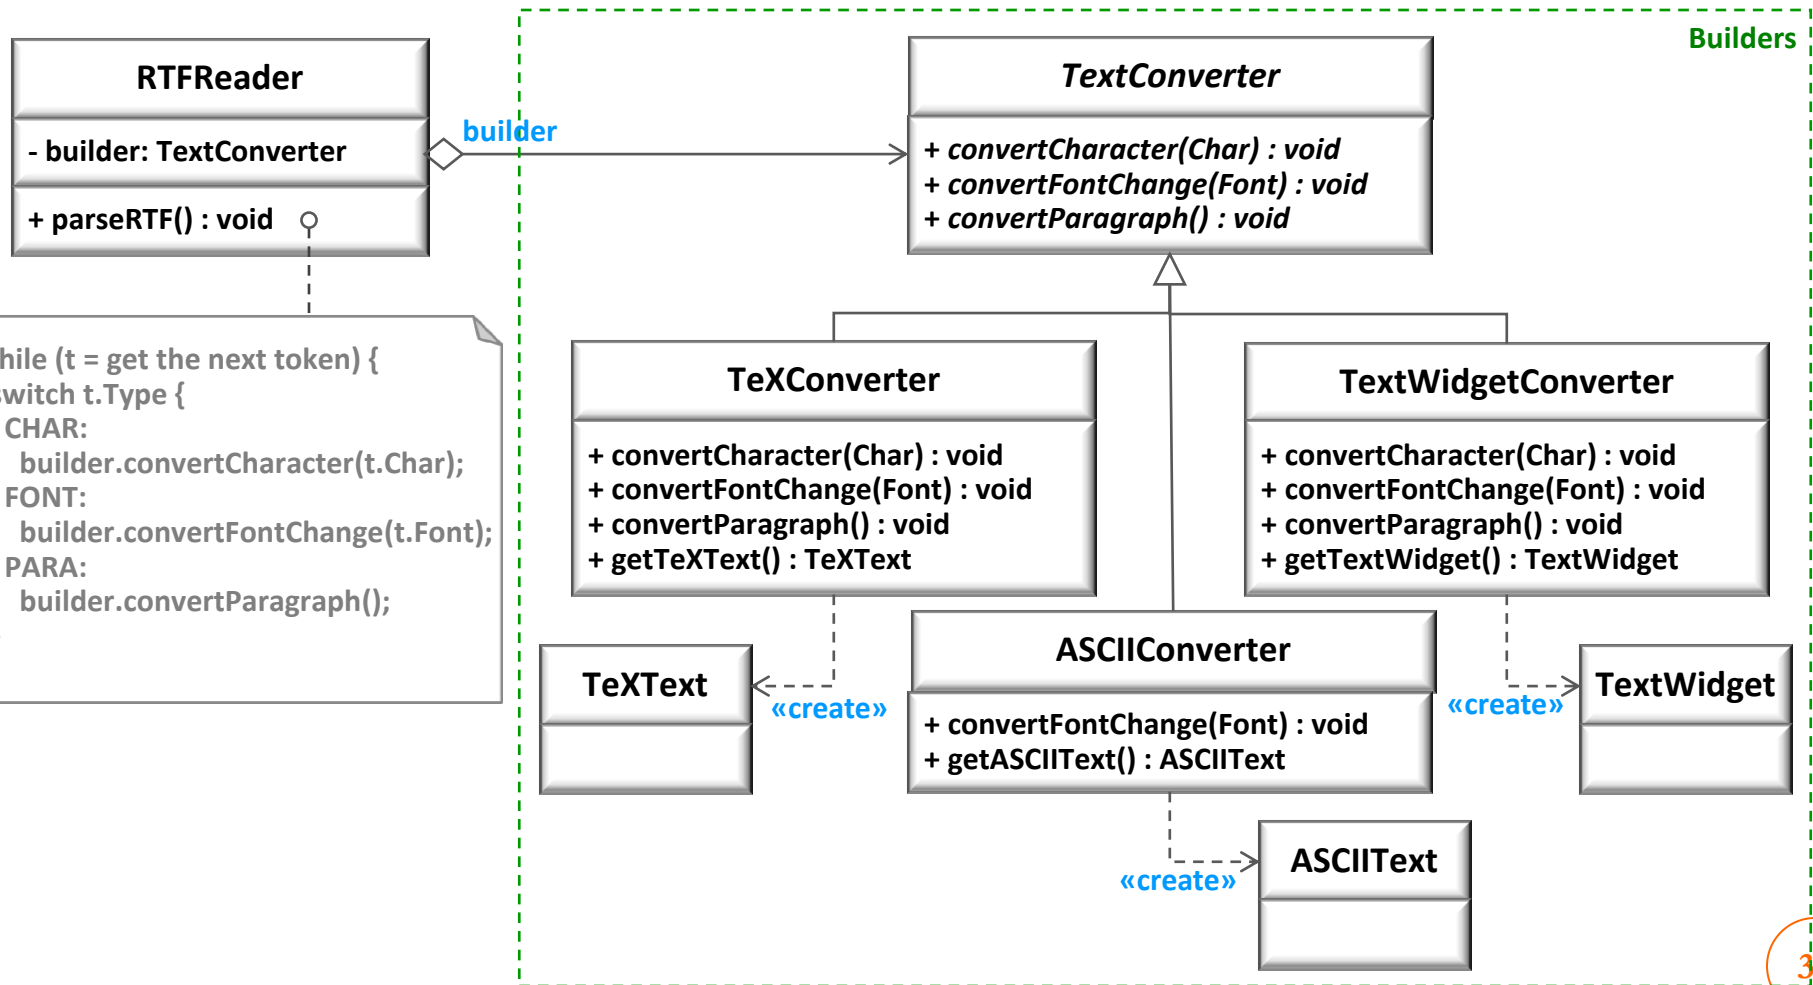 Builders
RTFReader
- builder: TextConverter
+ parseRTF() : void
builder
TextConverter
+ convertCharacter(Char) : void
+ convertFontChange(Font) : void
+ convertParagraph() : void
hile (t = get the next token) {
switch t.Type {
CHAR:
builder.convertCharacter(t.Char);
FONT:
builder.convertFontChange(t.Font);
PARA:
builder.convertParagraph();
TeXConverter
+ convertCharacter(Char) : void
+ convertFontChange(Font) : void
+ convertParagraph() : void
+ getTeXText() : TeXText
TextWidgetConverter
+ convertCharacter(Char) : void
+ convertFontChange(Font) : void
+ convertParagraph() : void
+ getTextWidget() : TextWidget
TeXText
«create»
ASCIIConverter
+ convertFontChange(Font) : void
+ getASCIIText() : ASCIIText
«create»
TextWidget
«create»
ASCIIText
3